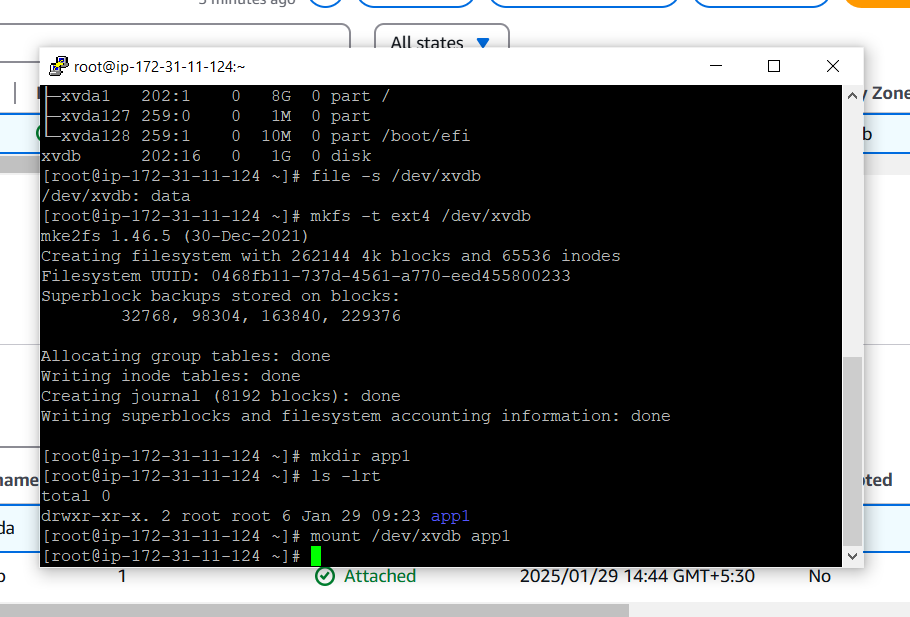 3 minutes ago
All states
root@ip-172-31-11-124:~
y Zone
├─xvda1   202:1    0   8G  0 part /
├─xvda127 259:0    0   1M  0 part
└─xvda128 259:1    0  10M  0 part /boot/efi
b
xvdb      202:16   0   1G  0 disk
[root@ip-172-31-11-124 ~]# file -s /dev/xvdb
/dev/xvdb: data
[root@ip-172-31-11-124 ~]# mkfs -t ext4 /dev/xvdb
mke2fs 1.46.5 (30-Dec-2021)
Creating filesystem with 262144 4k blocks and 65536 inodes
Filesystem UUID: 0468fb11-737d-4561-a770-eed455800233
Superblock backups stored on blocks:
        32768, 98304, 163840, 229376
Allocating group tables: done
Writing inode tables: done
Creating journal (8192 blocks): done
Writing superblocks and filesystem accounting information: done
[root@ip-172-31-11-124 ~]# mkdir app1
[root@ip-172-31-11-124 ~]# ls -lrt
name
total 0
drwxr-xr-x. 2 root root 6 Jan 29 09:23 app1
da
[root@ip-172-31-11-124 ~]# mount /dev/xvdb app1
[root@ip-172-31-11-124 ~]#
1 Attached 2025/01/29 14:44 GMT+5:30 No